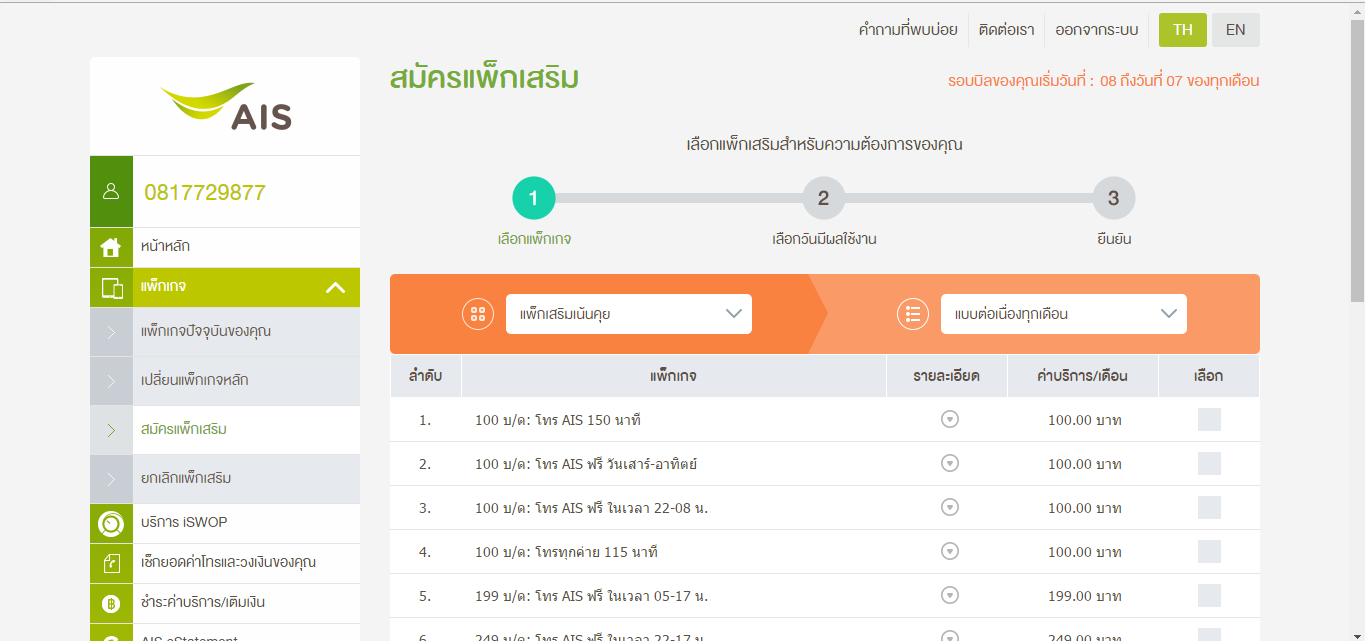 คำถามที่พบบ่อย ติดต่อเรา ออกจากระบบ TH EN
AIS
สมัครแพ็กเสริม
รอบบิลของคุณเริ่มวันที่ : 08 ถึงวันที่ 07 ของทุกเดือน
0817729877
หน้าหลัก
แพ็กเกจ
แพ็กเกจปัจจุบันของคุณ
เปลี่ยนแพ็กเกจหลัก
สมัครแพ็กเสริม
ยกเลิกแพ็กเสริม
บริการ iSWOP
เช็กยอดค่าโทรและวงเงินของคุณ
ชำระค่าบริการ/เติมเงิน
AIS eStatement
เลือกแพ็กเสริมสำหรับความต้องการของคุณ
1 2 3
เลือกแพ็กเกจ เลือกวันมีผลใช้งาน ยืนยัน
แพ็กเสริมเน้นคุย แบบต่อเนื่องทุกเดือน
ลำดับ แพ็กเกจ รายละเอียด ค่าบริการ/เดือน เลือก
1. 100 บ/ด: โทร AIS 150 นาที 100.00 บาท
2. 100 บ/ด: โทร AIS ฟรี วันเสาร์-อาทิตย์ 100.00 บาท
3. 100 บ/ด: โทร AIS ฟรี ในเวลา 22-08 น. 100.00 บาท
4. 100 บ/ด: โทรทุกค่าย 115 นาที 100.00 บาท
5. 199 บ/ด: โทร AIS ฟรี ในเวลา 05-17 น. 199.00 บาท
6. 249 บ/ด: โทร AIS ฟรี ในเวลา 22-17 น. 249.00 บาท